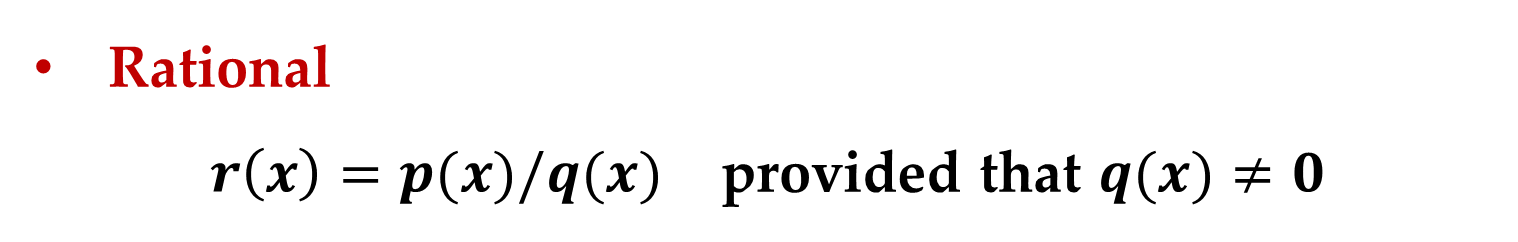 • Rational
r(x) = p(x)/q(x) provided that q(x) ≠ 0